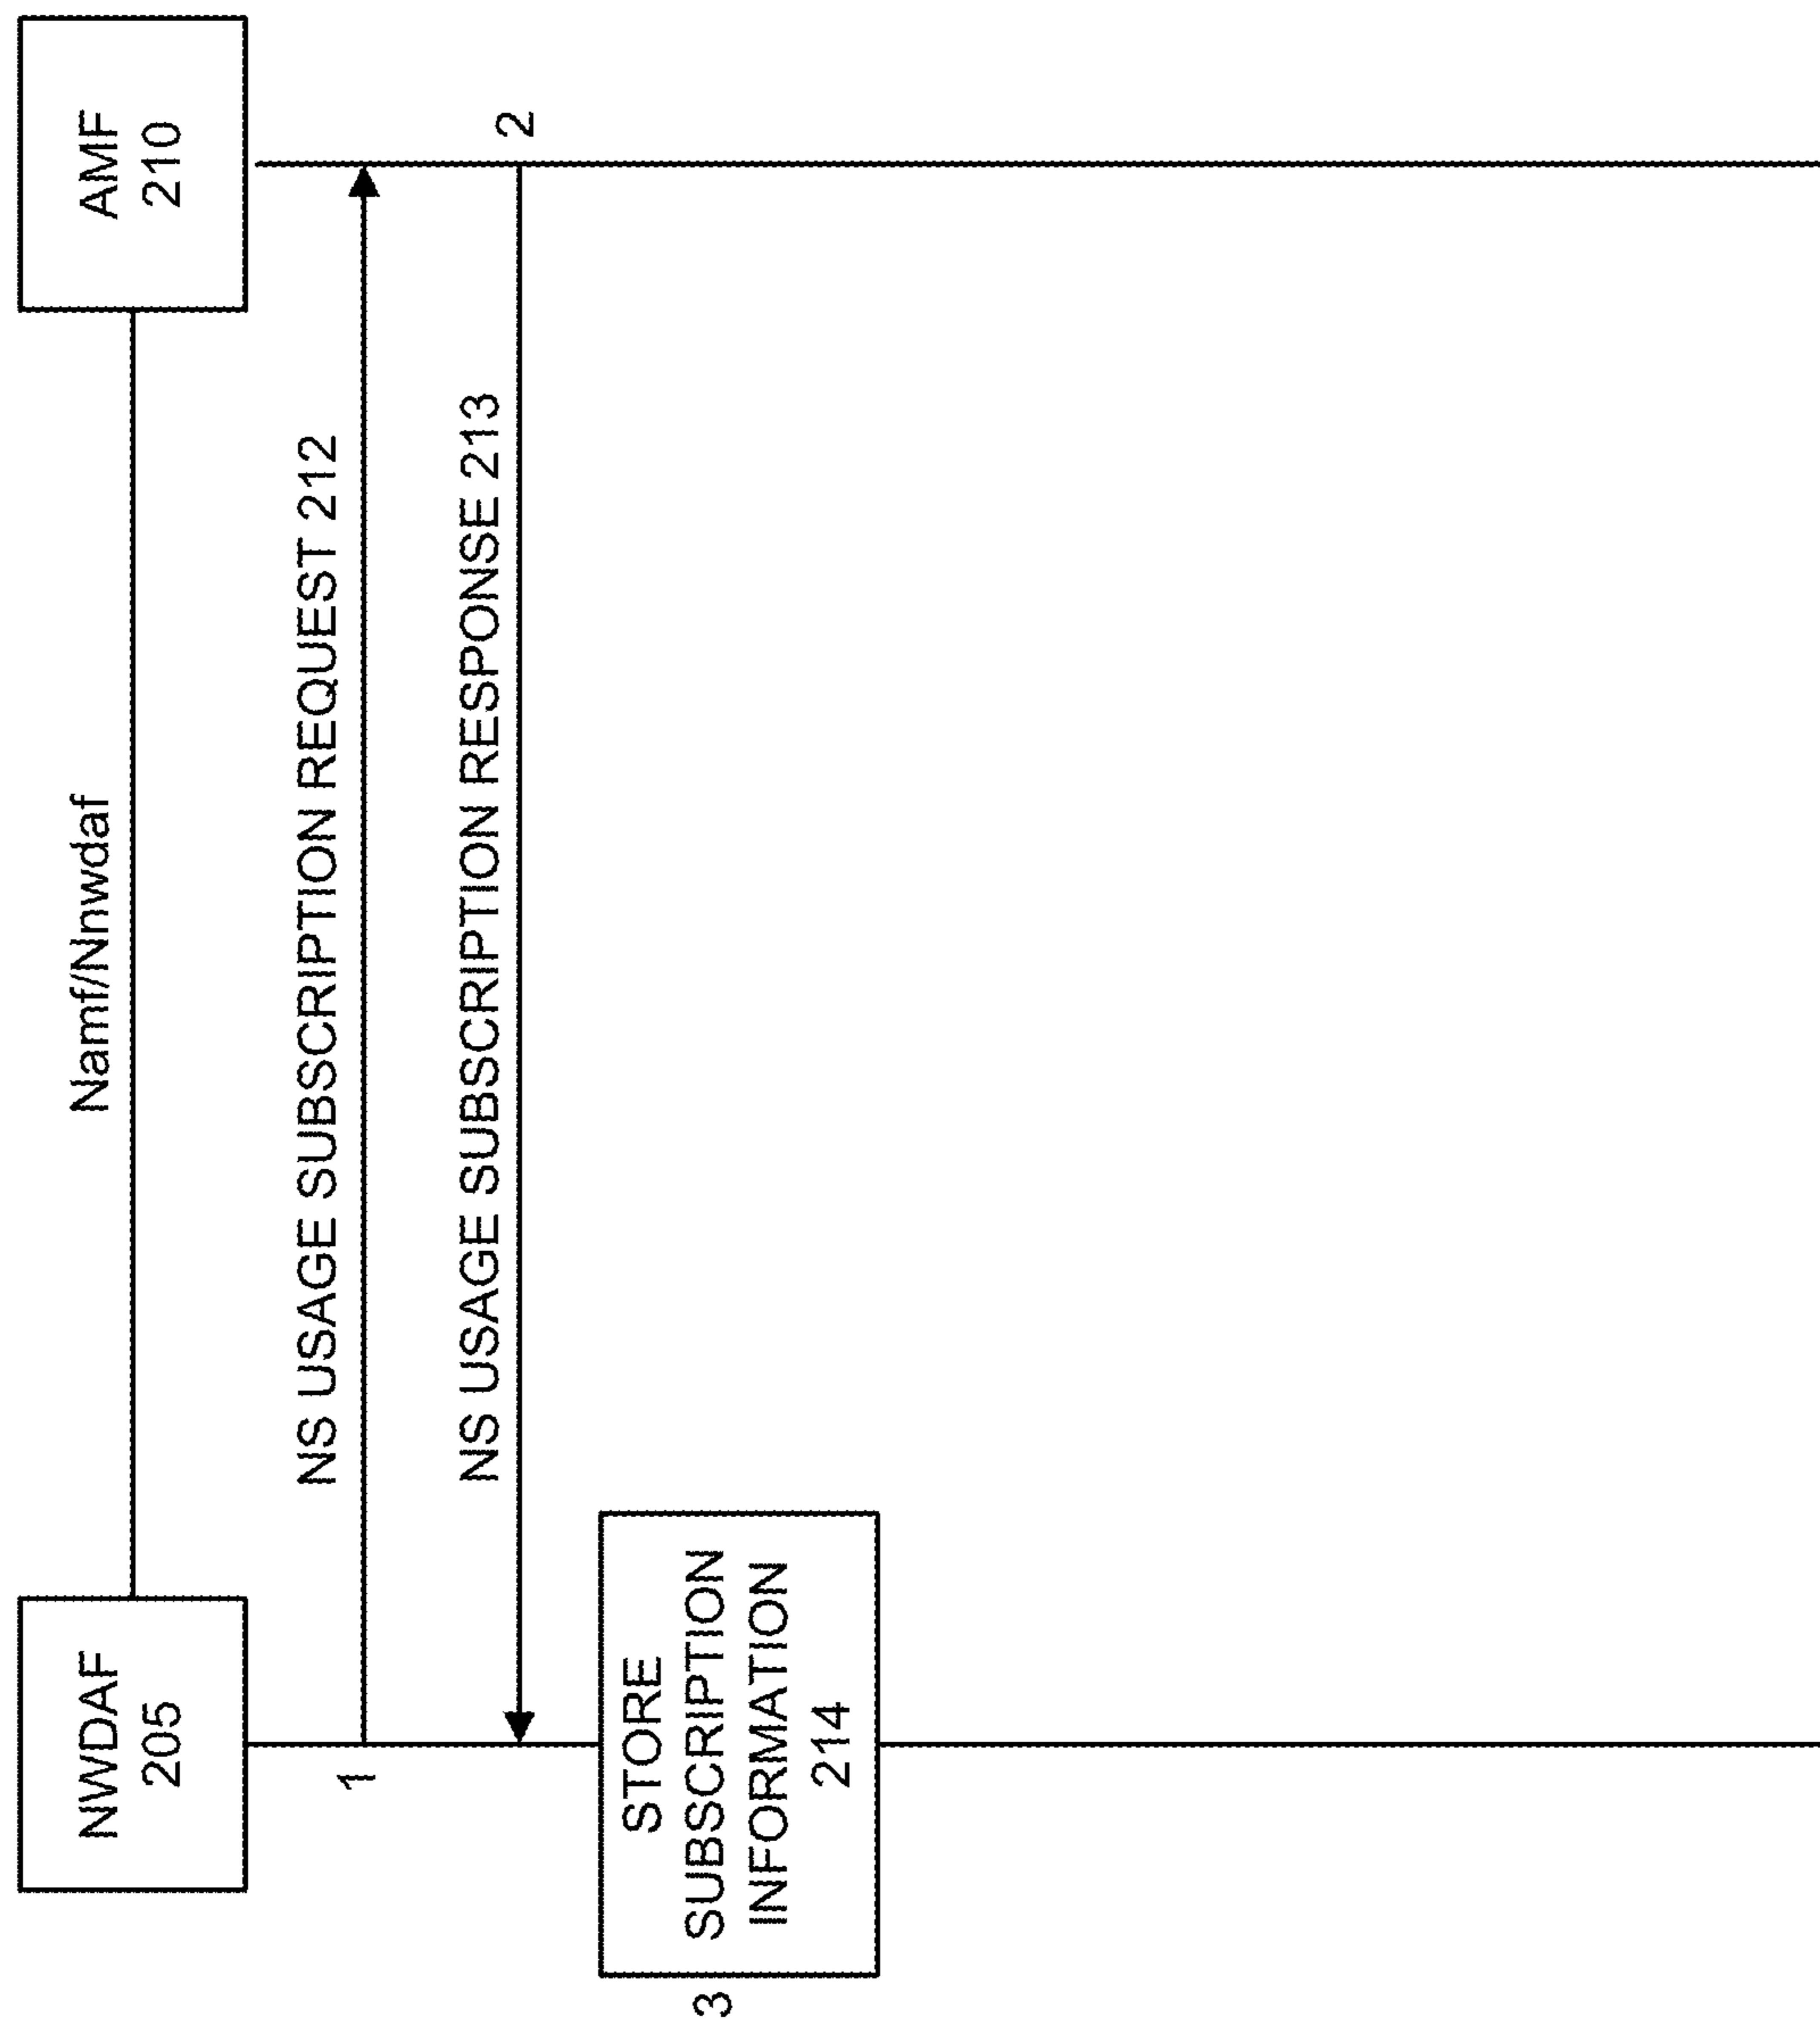 NWDAF
205
Namf/Nnwdaf
AMF
210
1
NS USAGE SUBSCRIPTION REQUEST 212
NS USAGE SUBSCRIPTION RESPONSE 213
2
3
STORE
SUBSCRIPTION
INFORMATION
214